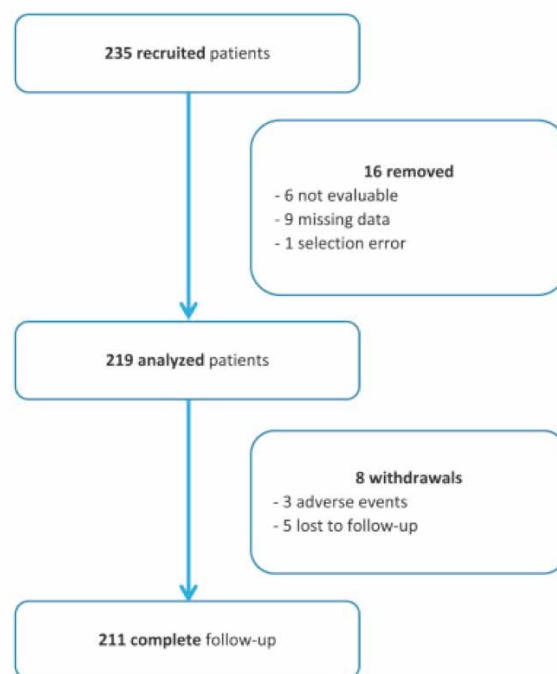 235 recruited patients
16 removed
- 6 not evaluable
- 9 missing data
- 1 selection error
219 analyzed patients
8 withdrawals
- 3 adverse events
- 5 lost to follow-up
211 complete follow-up